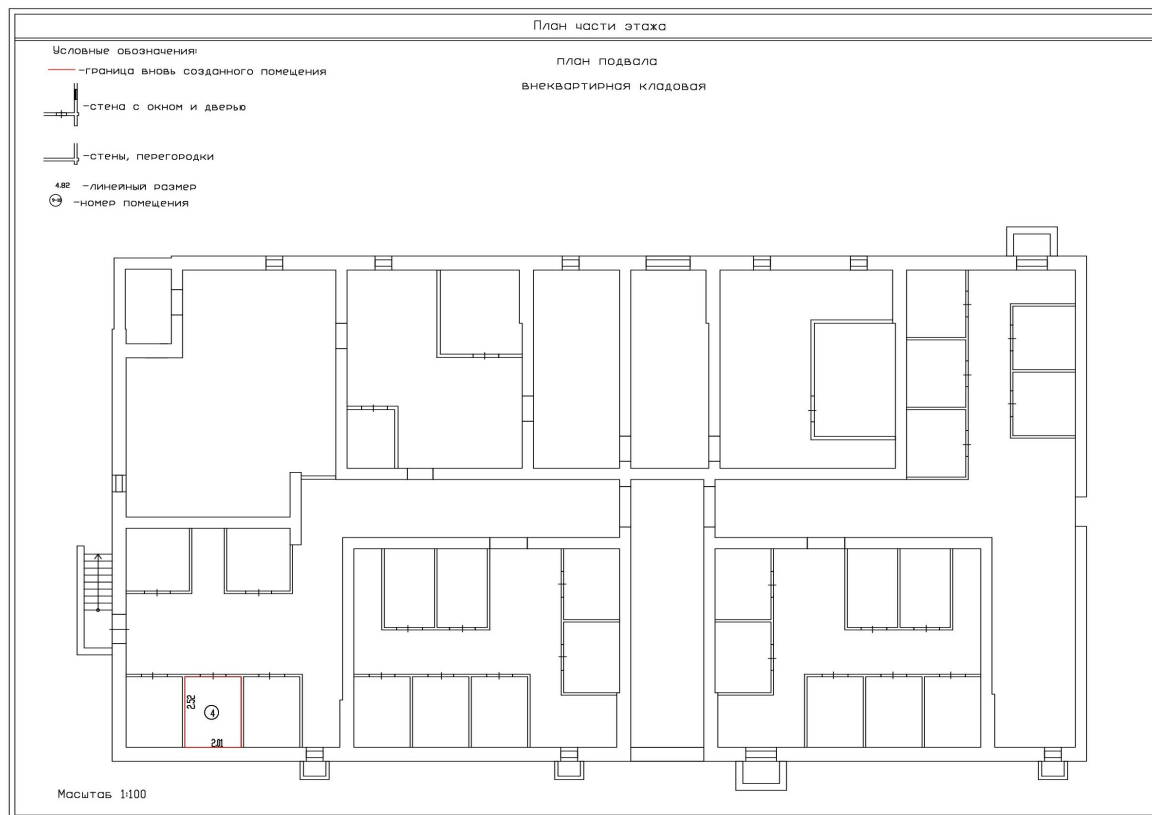 План части этажа
Условные обозначения:
-граница вновь созданного помещения
план подвала
внеквартирная кладовая
-стена с окном и дверью
-стены, перегородки
4.82 -линейный размер
-номер помещения
2.52
4
2.01
Масштаб 1:100